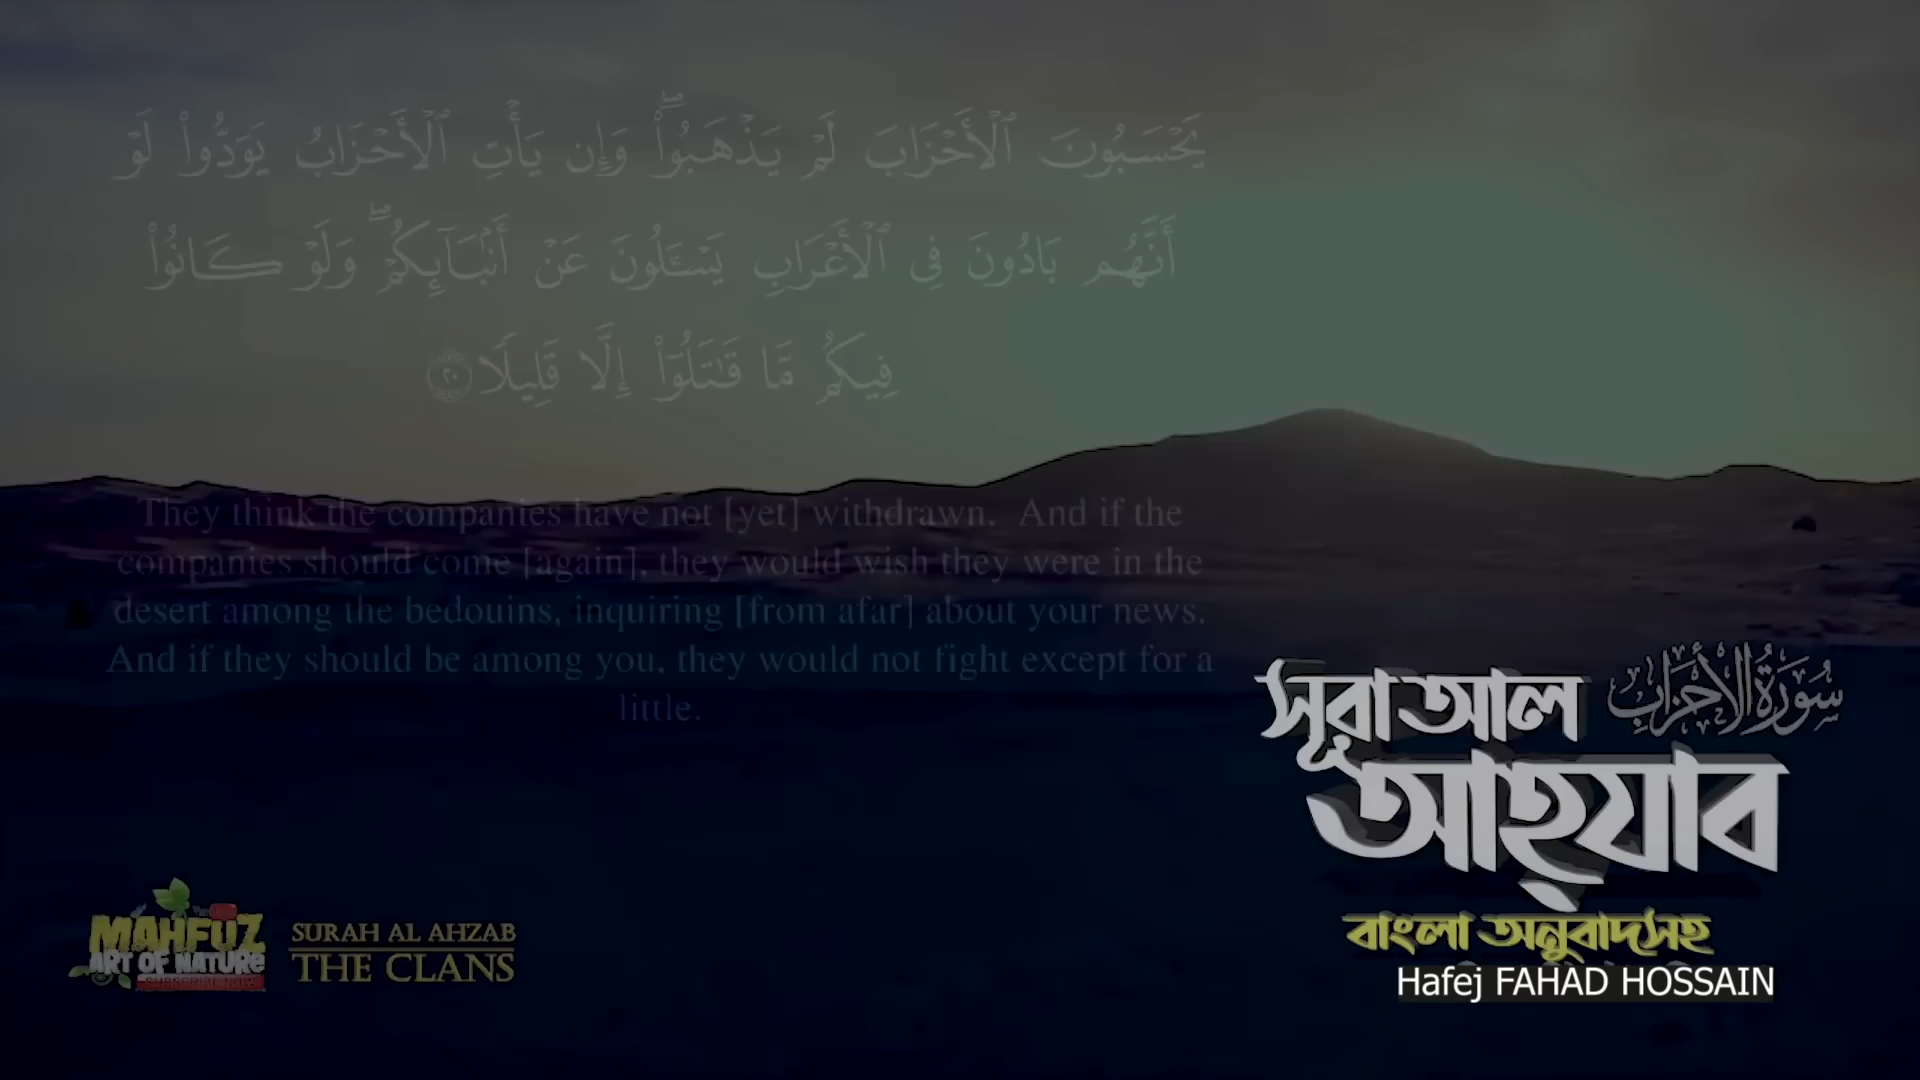 يَحْسَبُونَ ٱلْأَحْزَابَ لَمْ يَذْهَبُوا۟ ۖ وَإِن يَأْتِ ٱلْأَحْزَابُ يَوَدُّوا۟ لَوْ
أَنَّهُم بَادُونَ فِى ٱلْأَعْرَابِ يَسْـَٔلُونَ عَنْ أَنۢبَآئِكُمْ ۖ وَلَوْ كَانُوا۟
فِيكُم مَّا قَـٰتَلُوٓا۟ إِلَّا قَلِيلًا ٢٠
They think the companies have not [yet] withdrawn. And if the
companies should come [again], they would wish they were in the
desert among the bedouins, inquiring [from afar] about your news.
And if they should be among you, they would not fight except for a
little.
সূরা আল
سُورَةُ الأَحْزَابِ
আহ্যাব
বাংলা অনুবাদসহ
Hafej FAHAD HOSSAIN
MAHFUZ
ART OF NATURE
SURAH AL AHZAB
THE CLANS